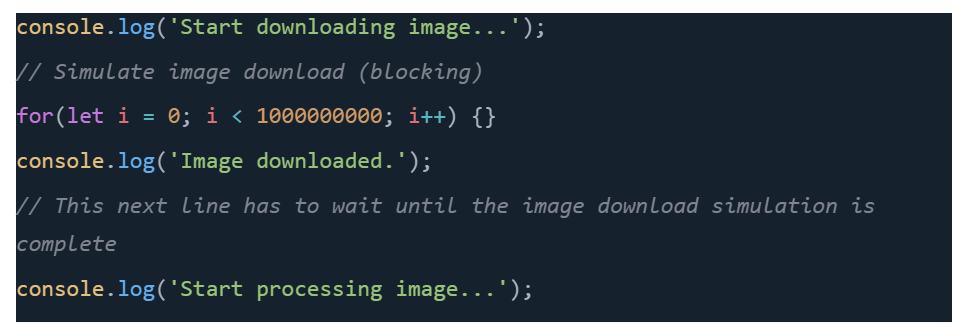 console.log('Start downloading image...');
// Simulate image download (blocking)
for(let i = 0; i < 1000000000; i++) {}
console.log('Image downloaded.');
// This next line has to wait until the image download simulation is
complete
console.log('Start processing image...');